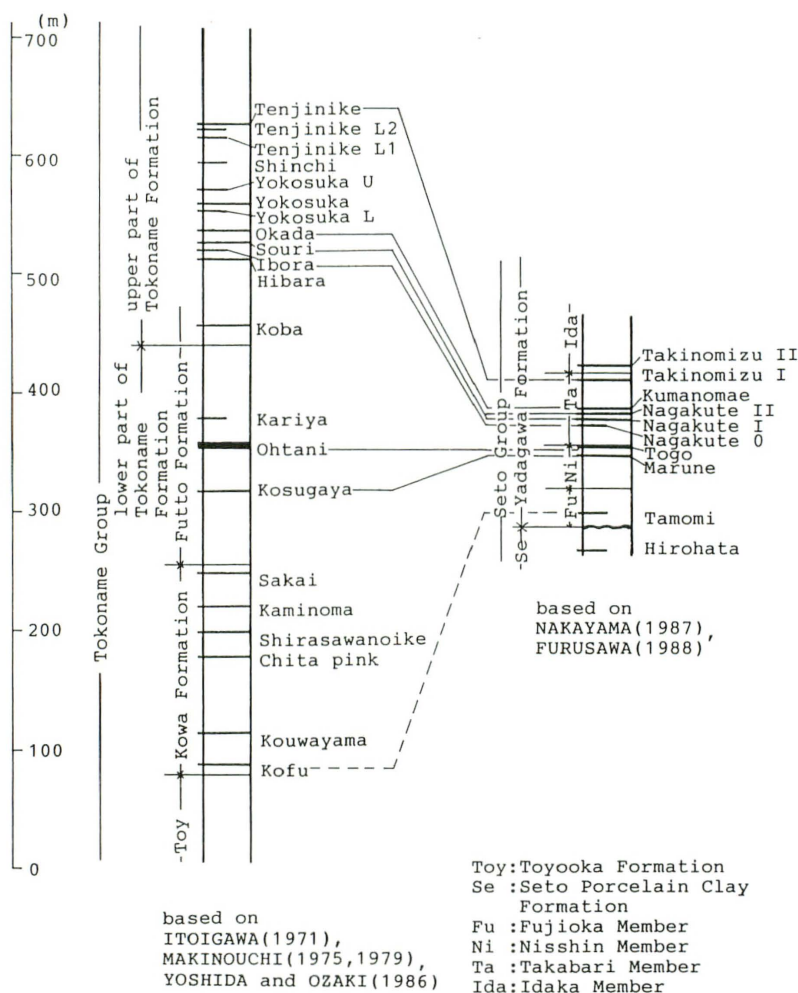 (m)
700
600
500
400
300
200
100
0
Tokoname Group
upper part of
Tokoname Formation
lower part of
Tokoname
Formation
Futto Formation
Kowa Formation
-Toy
Tenjinike
Tenjinike L2
Tenjinike L1
Shinchi
Yokosuka U
Yokosuka
Yokosuka L
Okada
Souri
Ibora
Hibara
Koba
Kariya
Ohtani
Kosugaya
Sakai
Kaminoma
Shirasawanoike
Chita pink
Kouwayama
Kofu
based on
ITOIGAWA(1971),
MAKINOUCHI(1975,1979),
YOSHIDA and OZAKI(1986)
Seto Group
-Se
Yadagawa Formation
-Fu
Ni
Ta
Ida-
Takinomizu II
Takinomizu I
Kumanomae
Nagakute II
Nagakute I
Nagakute 0
Togo
Marune
Tamomi
Hirohata
based on
NAKAYAMA(1987),
FURUSAWA(1988)
Toy:Toyooka Formation
Se :Seto Porcelain Clay
Formation
Fu :Fujioka Member
Ni :Nisshin Member
Ta :Takabari Member
Ida:Idaka Member